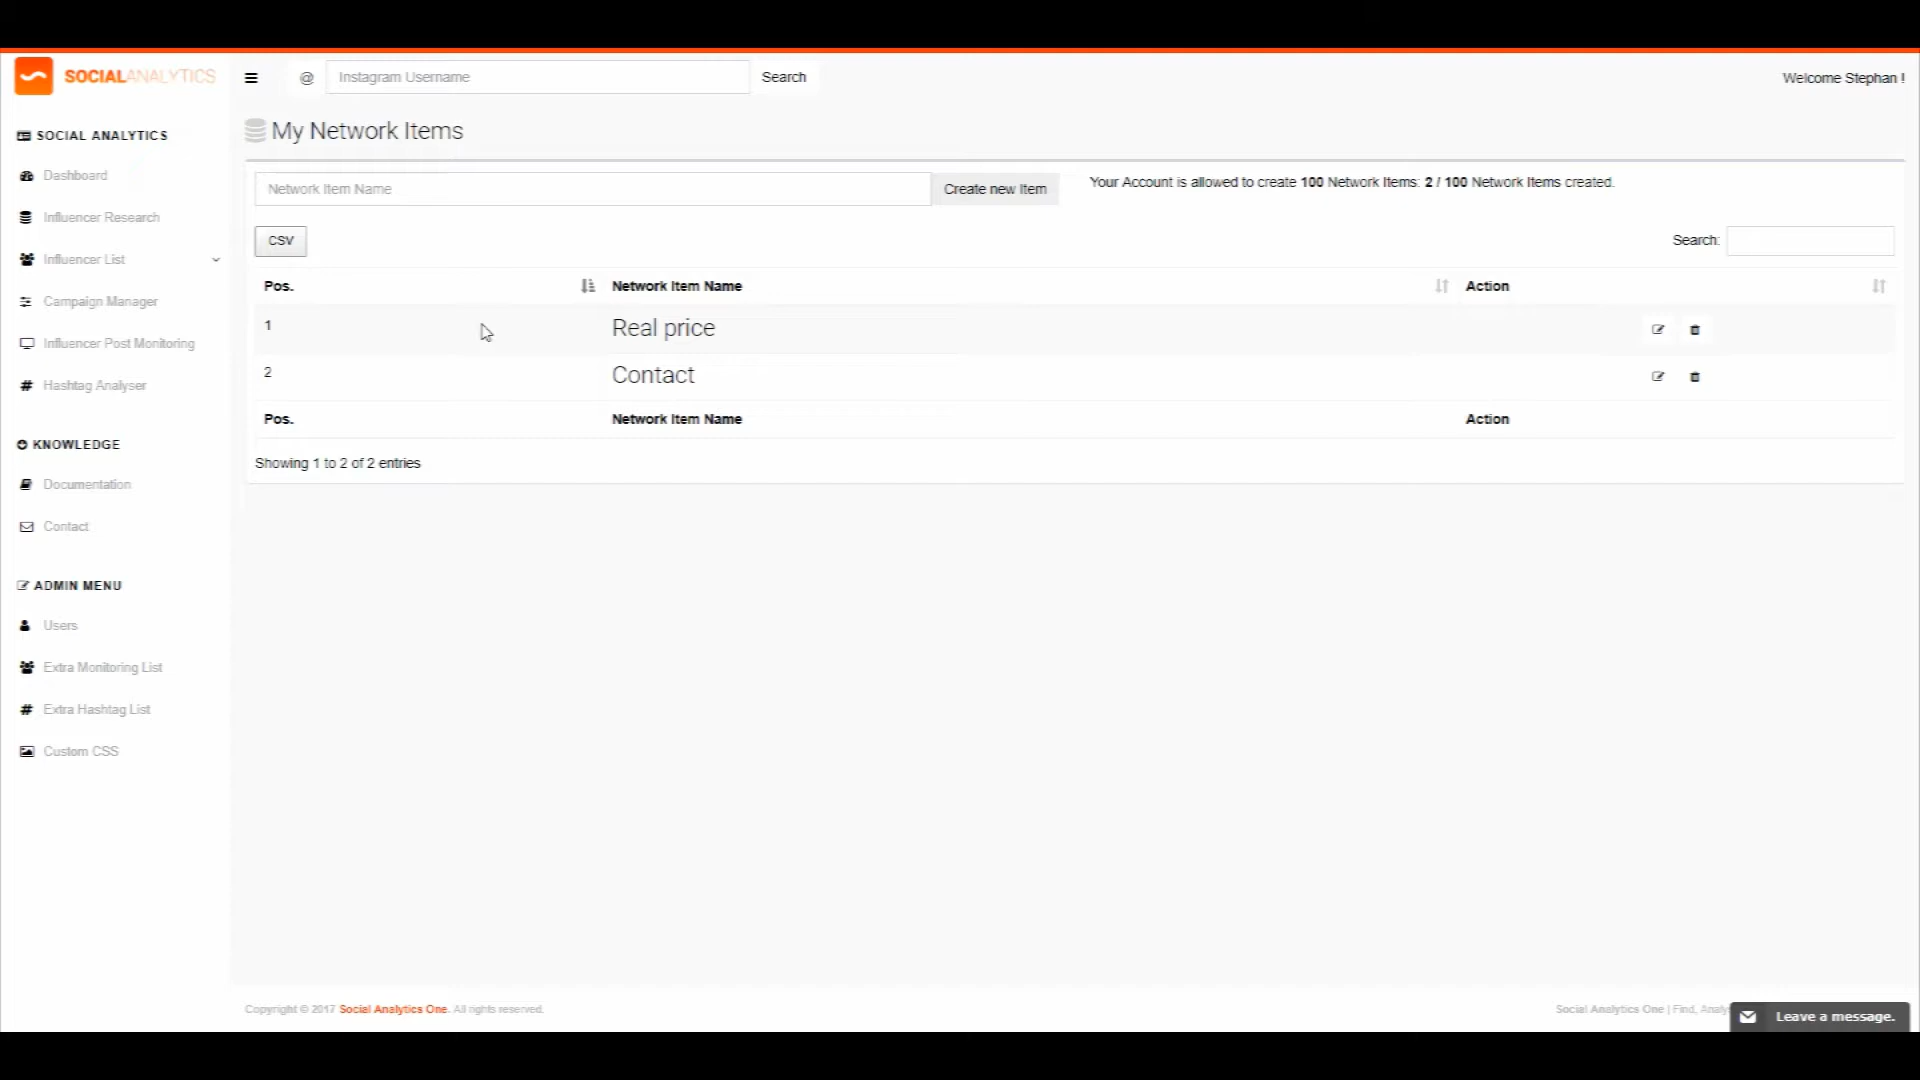 SOCIALANALYTICS
@ Instagram Username Search
Welcome Stephan !
SOCIAL ANALYTICS
Dashboard
Influencer Research
Influencer List
Campaign Manager
Influencer Post Monitoring
# Hashtag Analyser
KNOWLEDGE
Documentation
Contact
ADMIN MENU
Users
Extra Monitoring List
# Extra Hashtag List
Custom CSS
My Network Items
Network Item Name Create new Item
Your Account is allowed to create 100 Network Items: 2 / 100 Network Items created.
CSV
Search:
Pos. Network Item Name Action
1 Real price
2 Contact
Pos. Network Item Name Action
Showing 1 to 2 of 2 entries
Copyright © 2017 Social Analytics One. All rights reserved.
Social Analytics One | Find,
Leave a message.